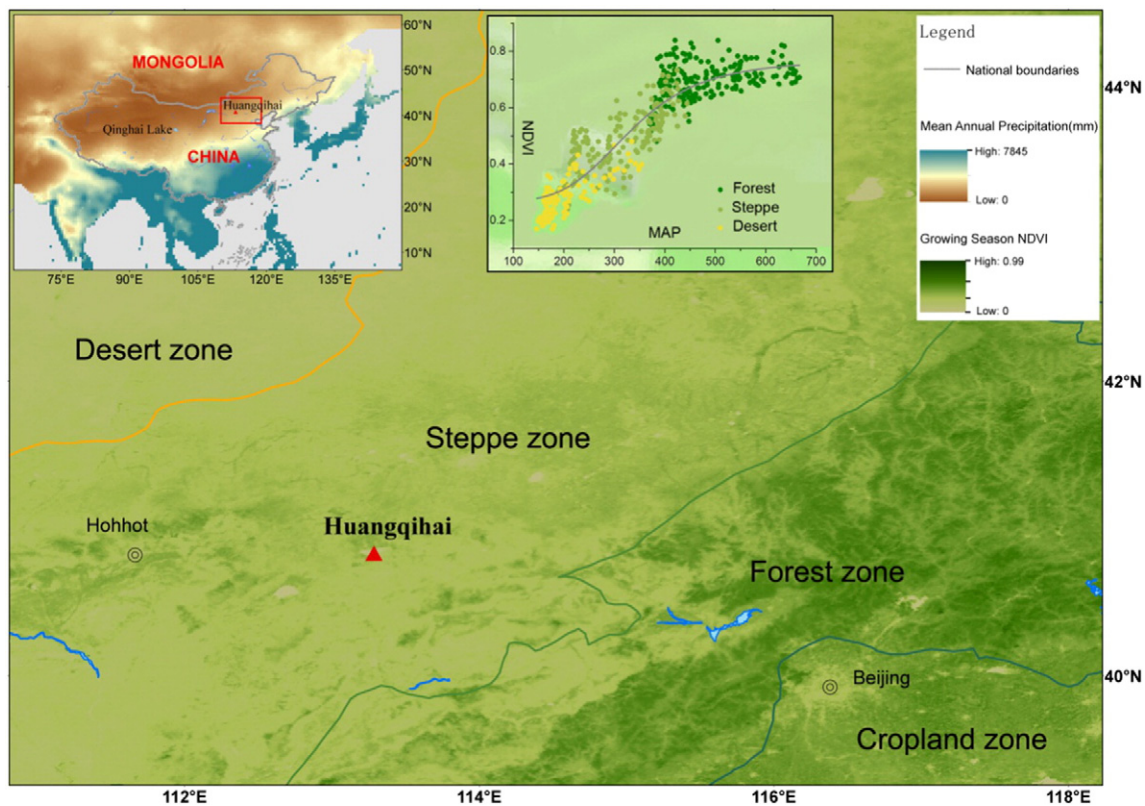 MONGOLIA
Huangqihai
Qinghai Lake
CHINA
60°N
50°N
40°N
30°N
20°N
10°N
75°E
90°E
105°E
120°E
135°E
0.8
0.6
0.4
0.2
NDVI
Forest
Steppe
Desert
MAP
100
200
300
400
500
600
700
Legend
National boundaries
Mean Annual Precipitation(mm)
High: 7845
Low: 0
Growing Season NDVI
High: 0.99
Low: 0
44°N
42°N
40°N
Desert zone
Steppe zone
Hohhot
Huangqihai
Forest zone
Beijing
Cropland zone
112°E
114°E
116°E
118°E